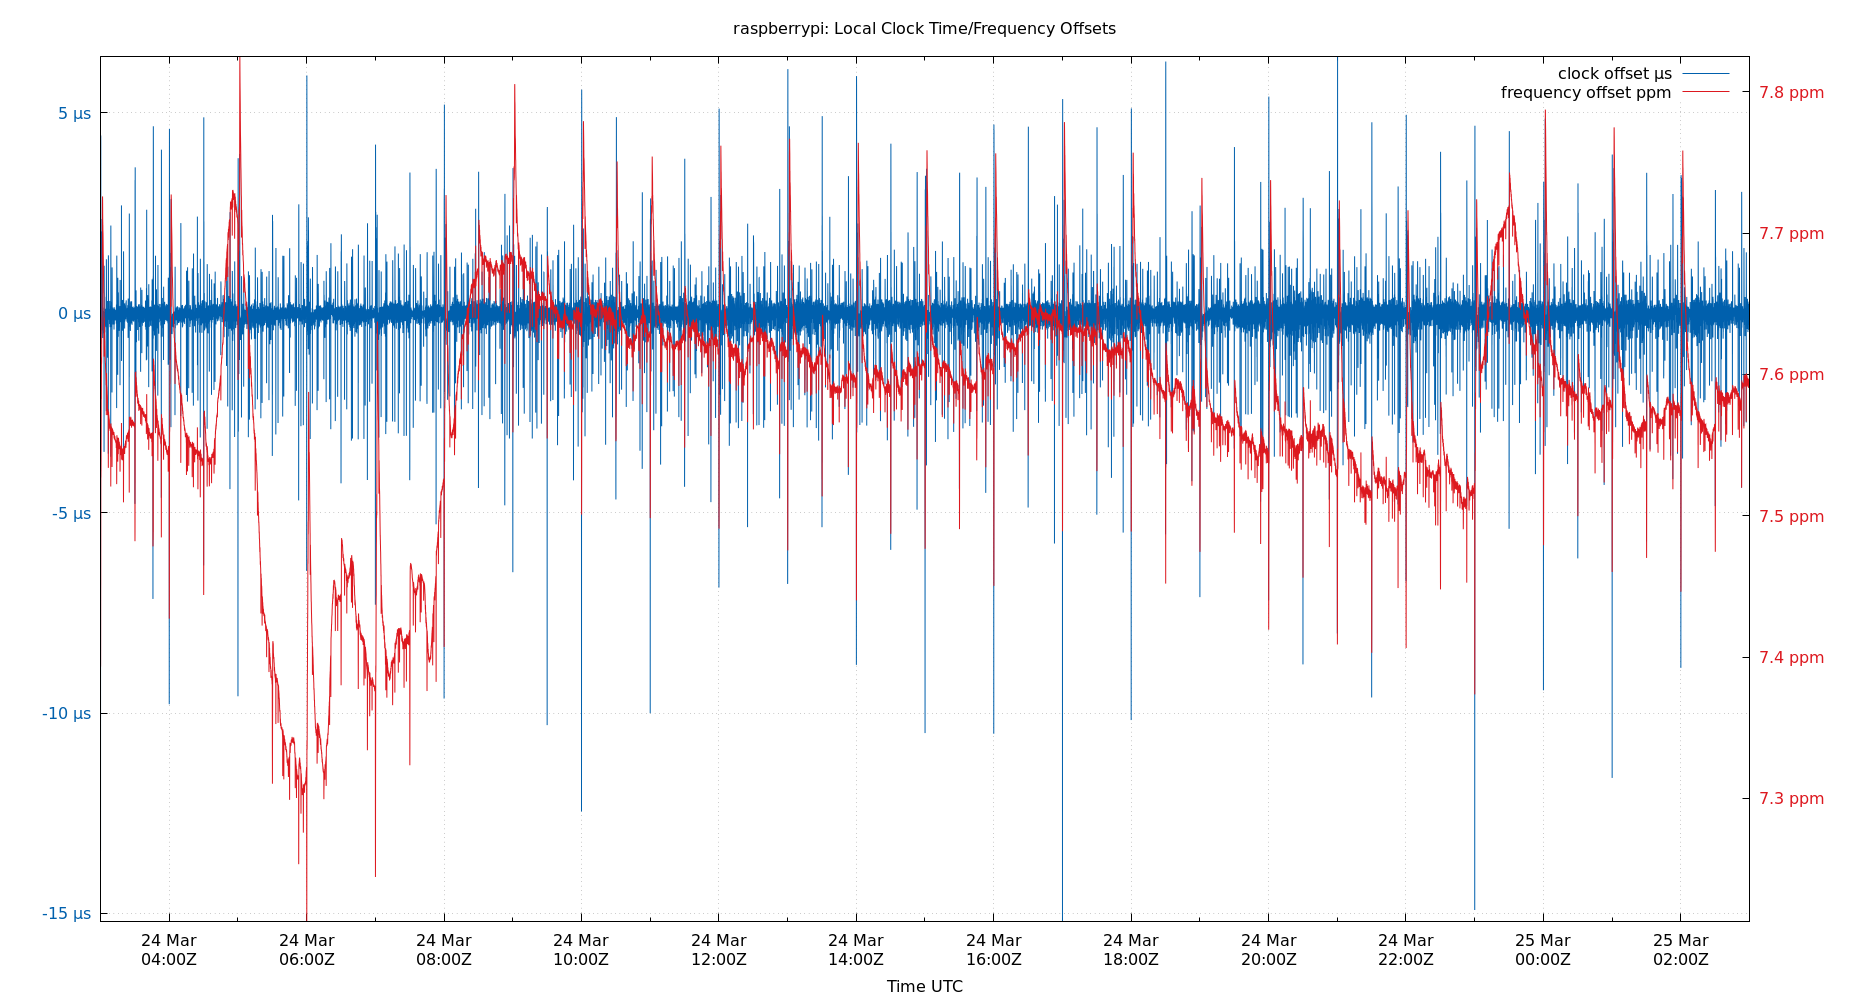 raspberrypi: Local Clock Time/Frequency Offsets
clock offset µs
frequency offset ppm
5 µs
0 µs
-5 µs
-10 µs
-15 µs
7.8 ppm
7.7 ppm
7.6 ppm
7.5 ppm
7.4 ppm
7.3 ppm
24 Mar 24 Mar 24 Mar 24 Mar 24 Mar 24 Mar 24 Mar 24 Mar 24 Mar 24 Mar 25 Mar 25 Mar
04:00Z 06:00Z 08:00Z 10:00Z 12:00Z 14:00Z 16:00Z 18:00Z 20:00Z 22:00Z 00:00Z 02:00Z
Time UTC